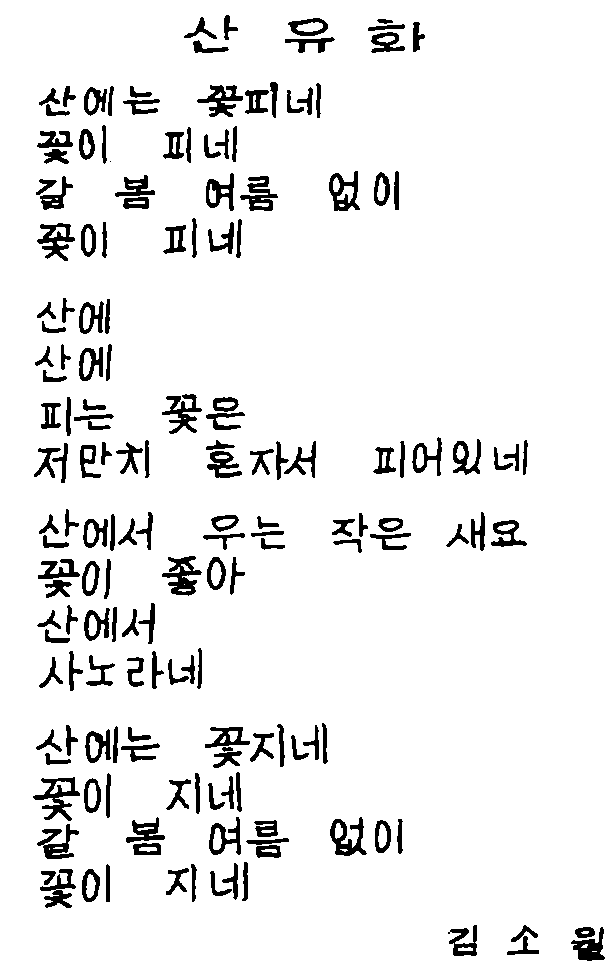 산 유 화
산에는 꽃피네
꽃이 피네
갈 봄 여름 없이
꽃이 피네
산에
산에
피는 꽃은
저만치 혼자서 피어있네
산에서 우는 작은 새요
꽃이 좋아
산에서
사노라네
산에는 꽃지네
꽃이 지네
갈 봄 여름 없이
꽃이 지네
김 소 월